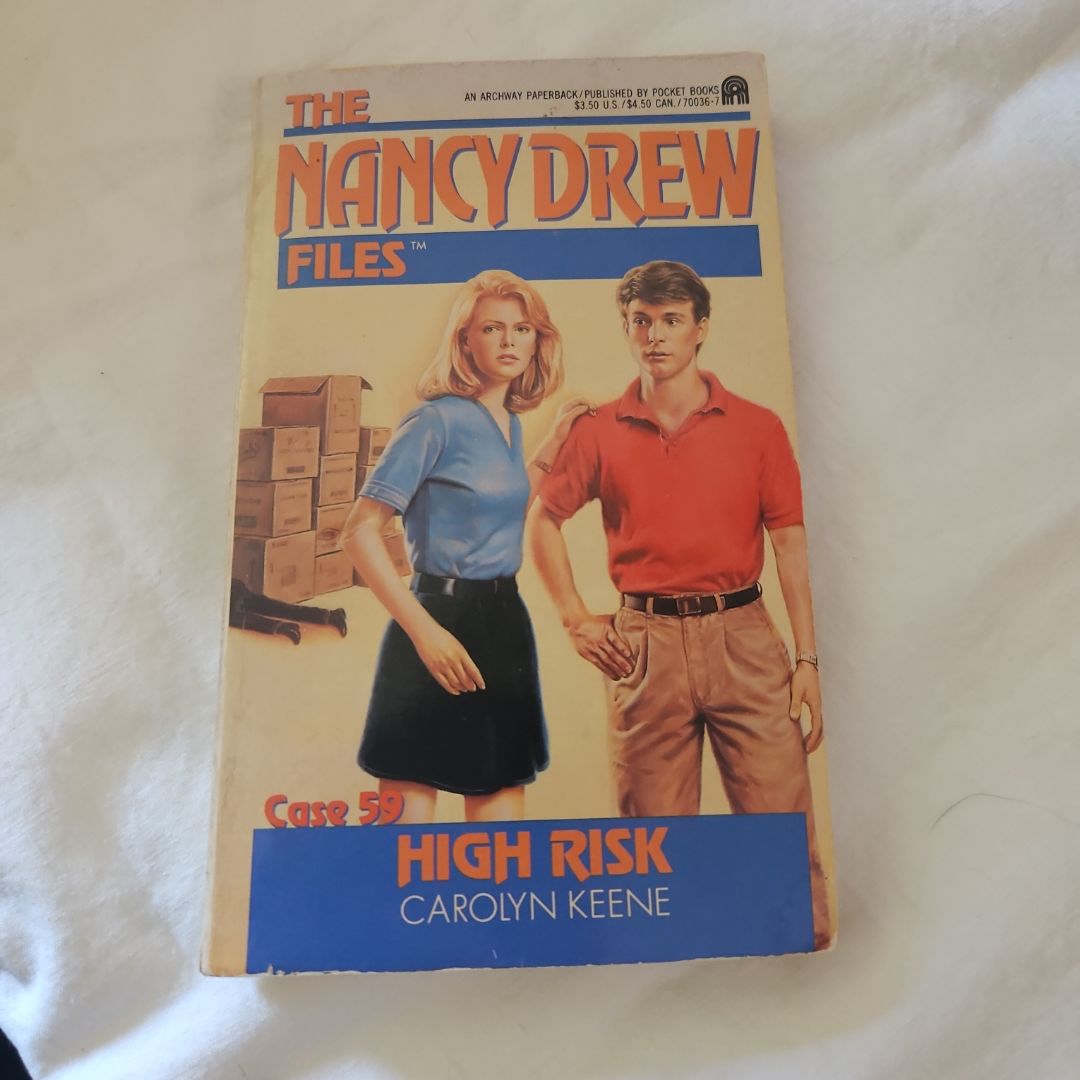 AN ARCHWAY PAPERBACK/PUBLISHED BY POCKET BOOKS
$3.50 U.S./$4.50 CAN./70036-7
THE
NANCY DREW
FILES™
Case 59
HIGH RISK
CAROLYN KEENE